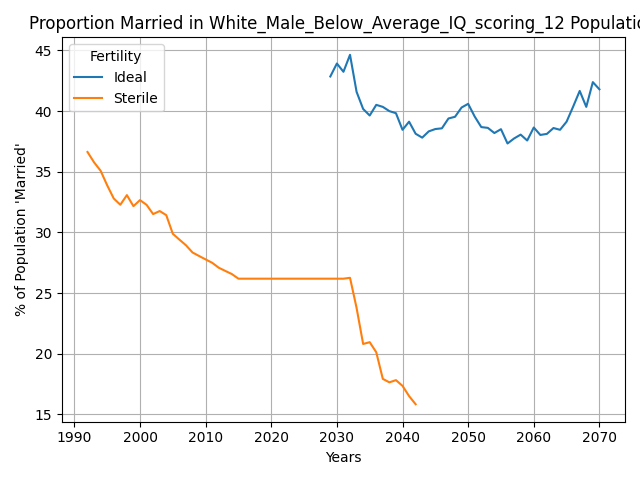 Proportion Married in White_Male_Below_Average_IQ_scoring_12 Populatio
Fertility
Ideal
Sterile
% of Population 'Married'
45
40
35
30
25
20
15
1990 2000 2010 2020 2030 2040 2050 2060 2070
Years